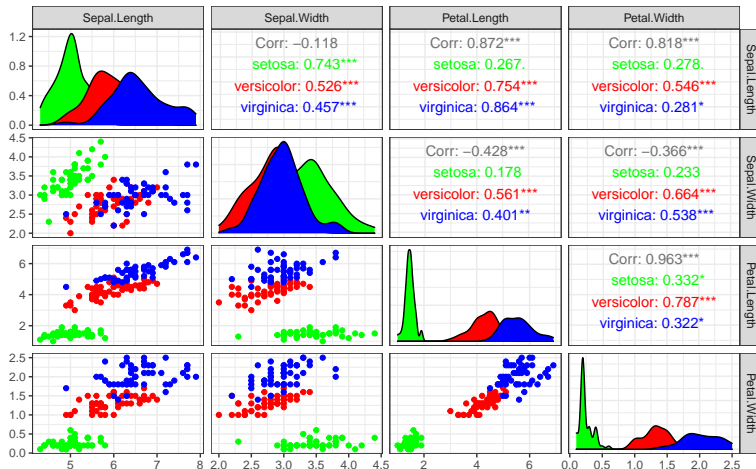 Sepal.Length
Sepal.Width
Petal.Length
Petal.Width
1.2
0.8
0.4
0.0
Corr: −0.118
setosa: 0.743***
versicolor: 0.526***
virginica: 0.457***
Corr: 0.872***
setosa: 0.267.
versicolor: 0.754***
virginica: 0.864***
Corr: 0.818***
setosa: 0.278.
versicolor: 0.546***
virginica: 0.281*
Sepal.Length
4.5
4.0
3.5
3.0
2.5
2.0
Corr: −0.428***
setosa: 0.178
versicolor: 0.561***
virginica: 0.401**
Corr: −0.366***
setosa: 0.233
versicolor: 0.664***
virginica: 0.538***
Sepal.Width
6
4
2
Corr: 0.963***
setosa: 0.332*
versicolor: 0.787***
virginica: 0.322*
Petal.Length
2.5
2.0
1.5
1.0
0.5
0.0
Petal.Width
5 6 7 8
2.0 2.5 3.0 3.5 4.0 4.5
2 4 6
0.0 0.5 1.0 1.5 2.0 2.5